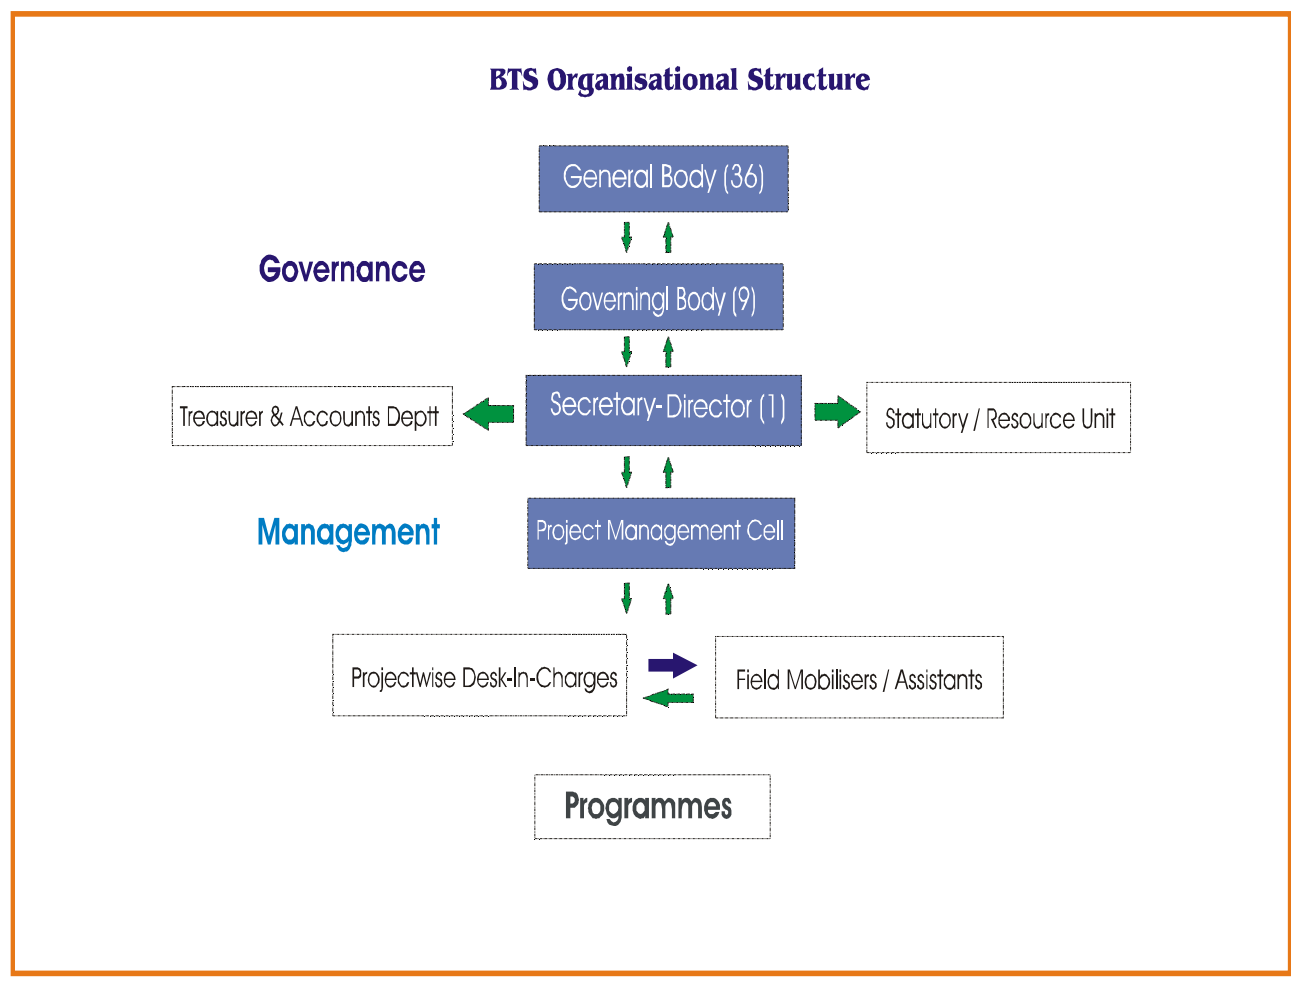 BTS Organisational Structure
General Body (36)
Governance
Governingl Body (9)
Treasurer & Accounts Deptt
Secretary-Director (1)
Statutory / Resource Unit
Management
Project Management Cell
Projectwise Desk-In-Charges
Field Mobilisers / Assistants
Programmes